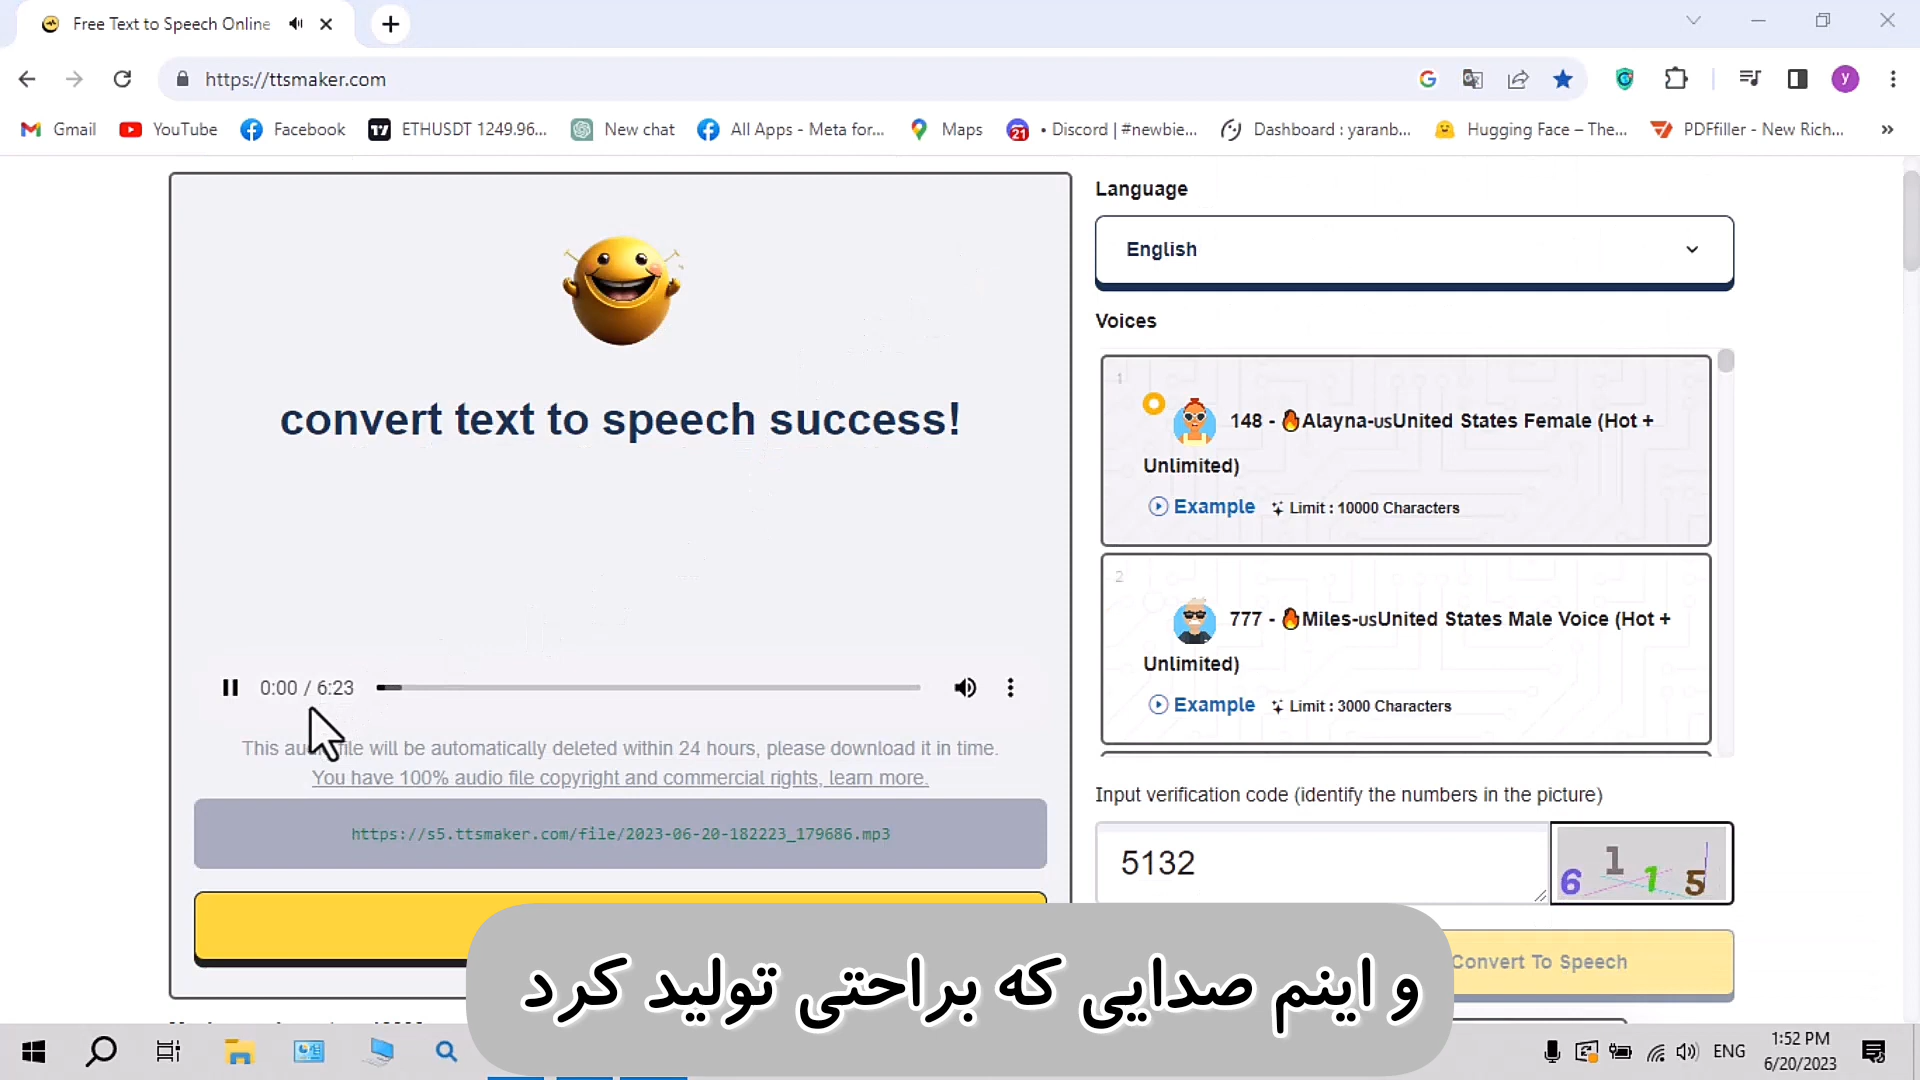 Free Text to Speech Online
https://ttsmaker.com
Gmail
YouTube
Facebook
ETHUSDT 1249.96...
New chat
All Apps - Meta for...
Maps
• Discord | #newbie...
Dashboard : yaranb...
Hugging Face – The...
PDFfiller - New Rich...
»
convert text to speech success!
0:00 / 6:23
This audio file will be automatically deleted within 24 hours, please download it in time.
You have 100% audio file copyright and commercial rights, learn more.
https://s5.ttsmaker.com/file/2023-06-20-182223_179686.mp3
Language
English
Voices
1
148 - 🔥Alayna-usUnited States Female (Hot +
Unlimited)
Example Limit : 10000 Characters
2
777 - 🔥Miles-usUnited States Male Voice (Hot +
Unlimited)
Example Limit : 3000 Characters
Input verification code (identify the numbers in the picture)
5132
6 1 1 5
Convert To Speech
و اینم صدایی که براحتی تولید کرد
ENG
1:52 PM
6/20/2023